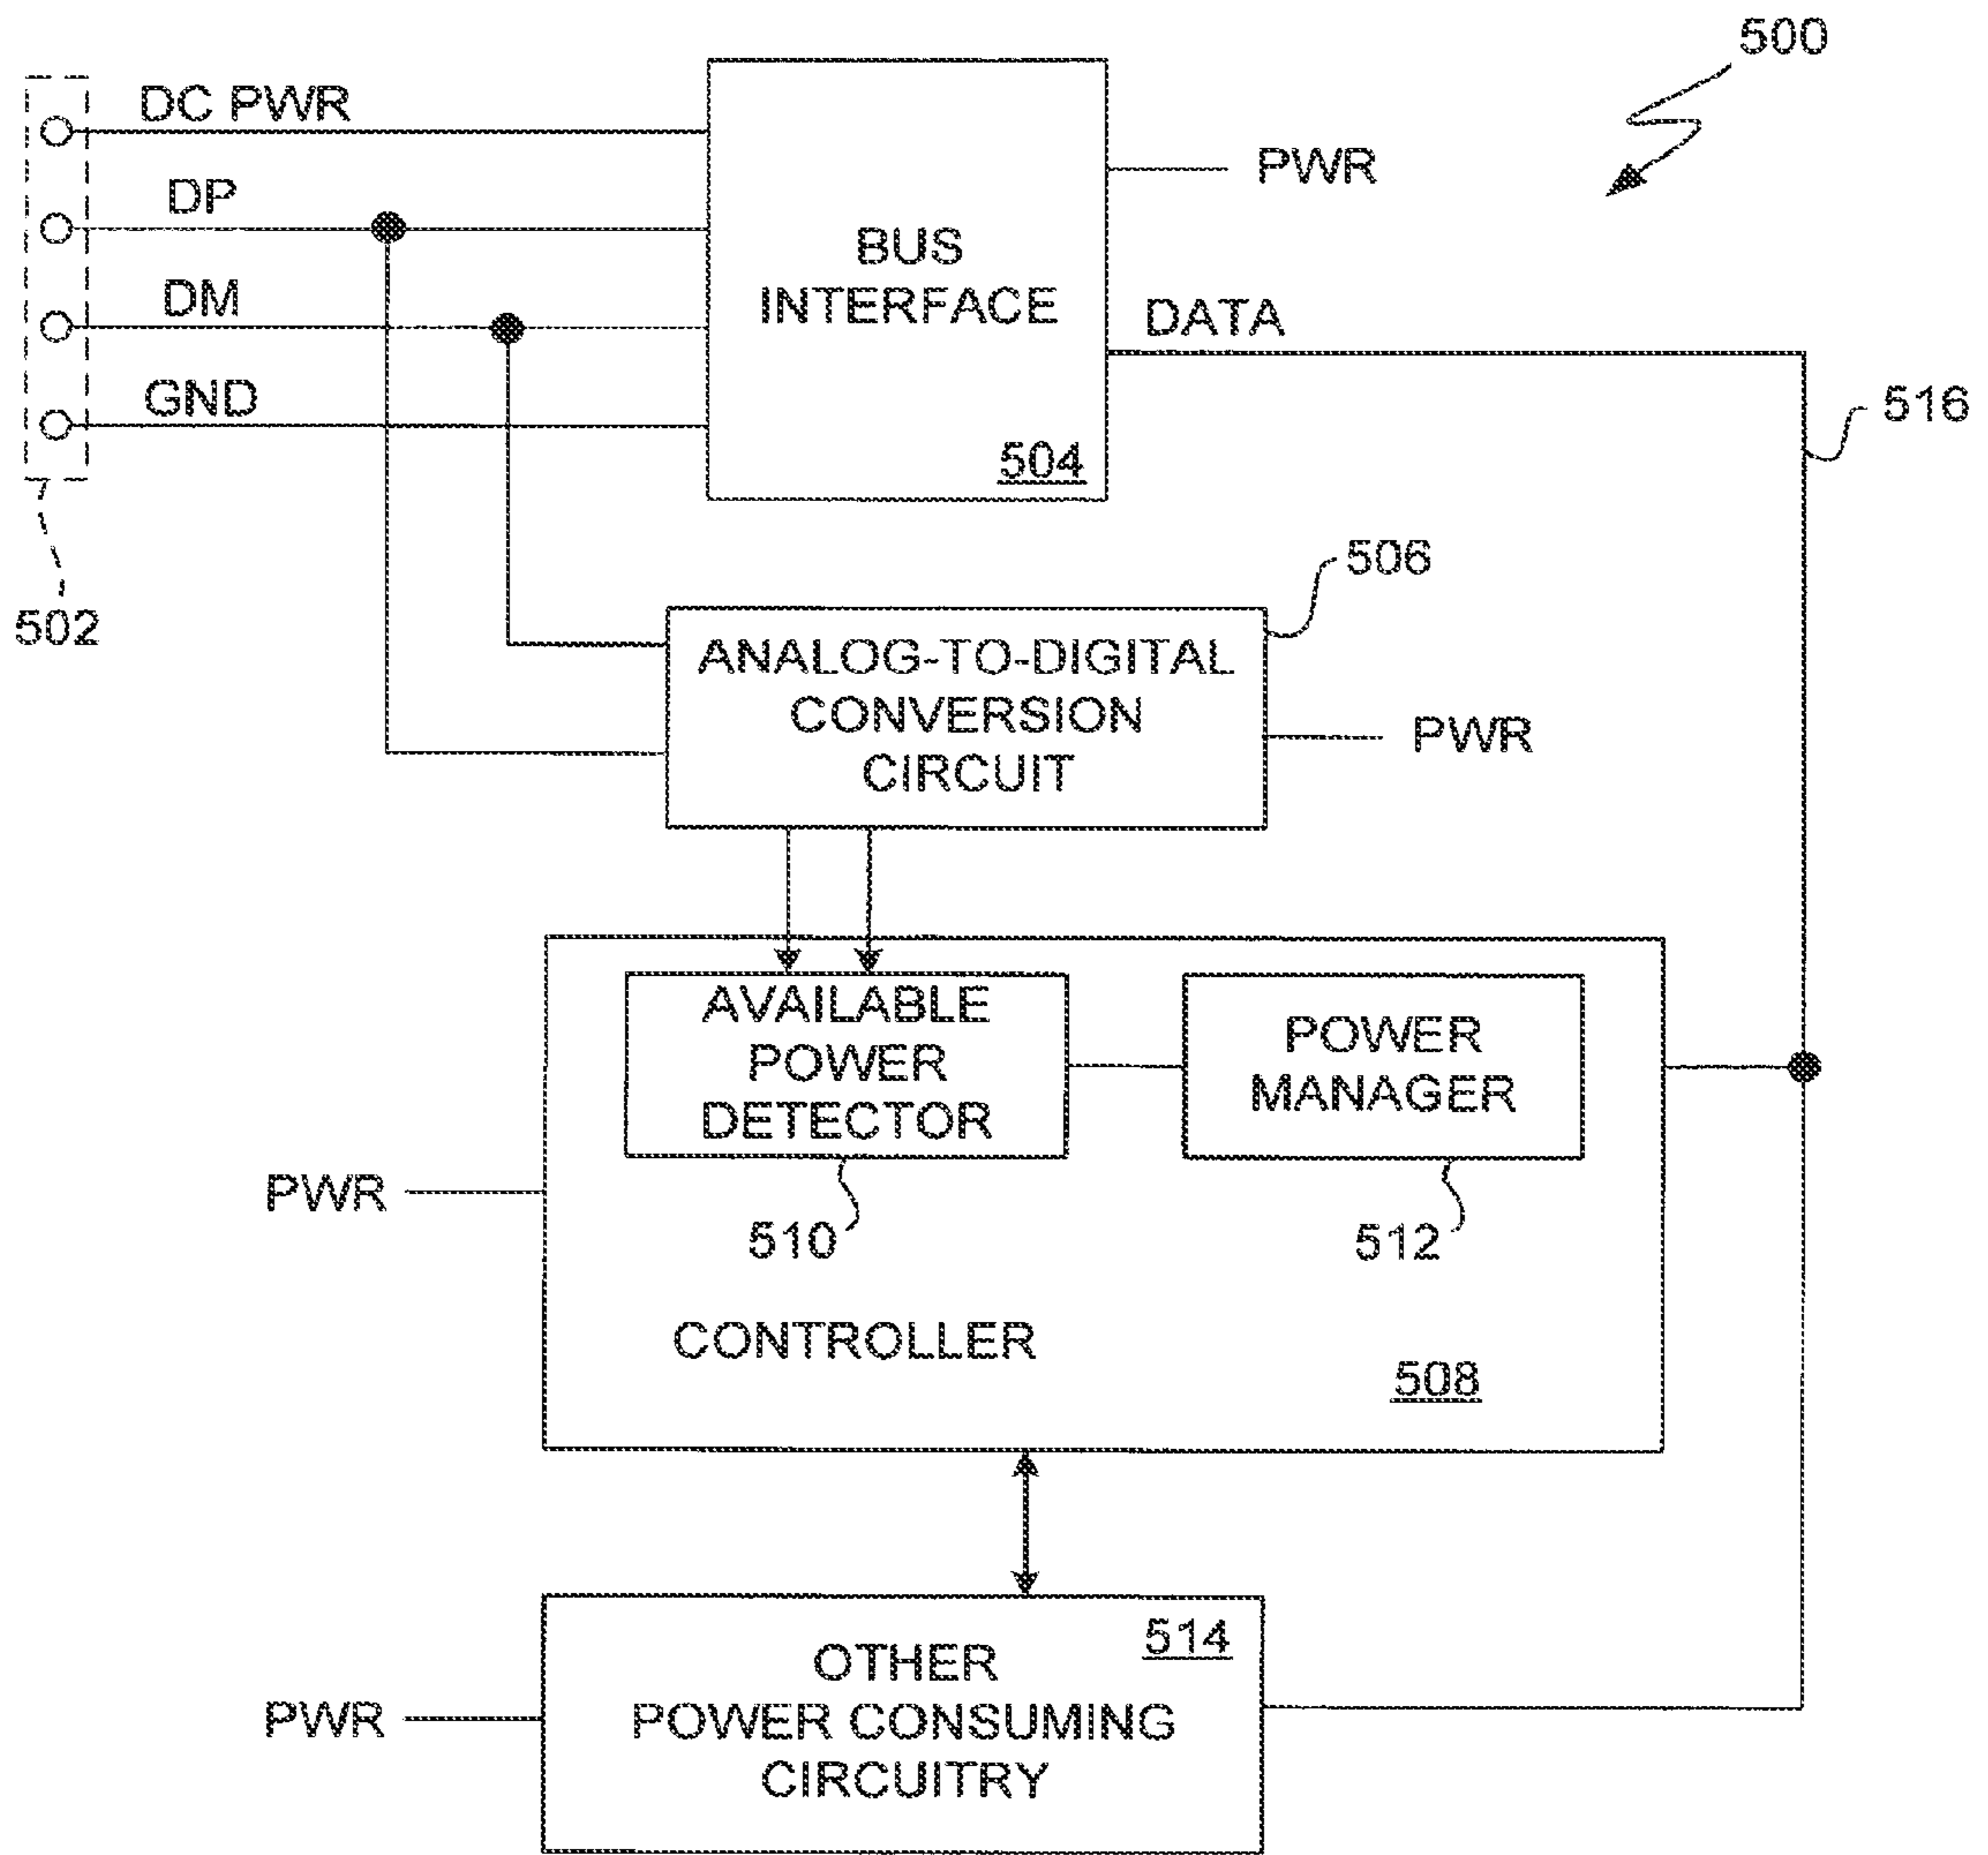 500
DC PWR
DP
DM
GND
502
BUS
INTERFACE
504
PWR
DATA
516
506
ANALOG-TO-DIGITAL
CONVERSION
CIRCUIT
PWR
AVAILABLE
POWER
DETECTOR
POWER
MANAGER
PWR
510
512
CONTROLLER
508
514
OTHER
POWER CONSUMING
CIRCUITRY
PWR